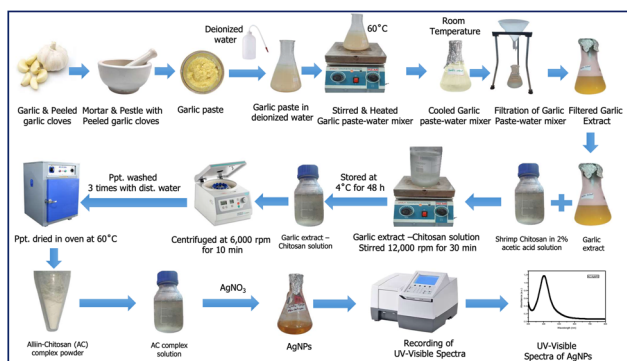 Deionized
water
60°C
Room
Temperature
Garlic & Peeled
garlic cloves
Mortar & Pestle with
Peeled garlic cloves
Garlic paste
Garlic paste in
deionized water
Stirred & Heated
Garlic paste-water mixer
Cooled Garlic
paste-water mixer
Filtration of Garlic
Paste-water mixer
Filtered Garlic
Extract
Ppt. washed
3 times with dist. water
Stored at
4°C for 48 h
Ppt. dried in oven at 60°C
Centrifuged at 6,000 rpm
for 10 min
Garlic extract –
Chitosan solution
Garlic extract –Chitosan solution
Stirred 12,000 rpm for 30 min
Shrimp Chitosan in 2%
acetic acid solution
Garlic
extract
AgNO3
Alliin-Chitosan (AC)
complex powder
AC complex
solution
AgNPs
Recording of
UV-Visible Spectra
UV-Visible
Spectra of AgNPs